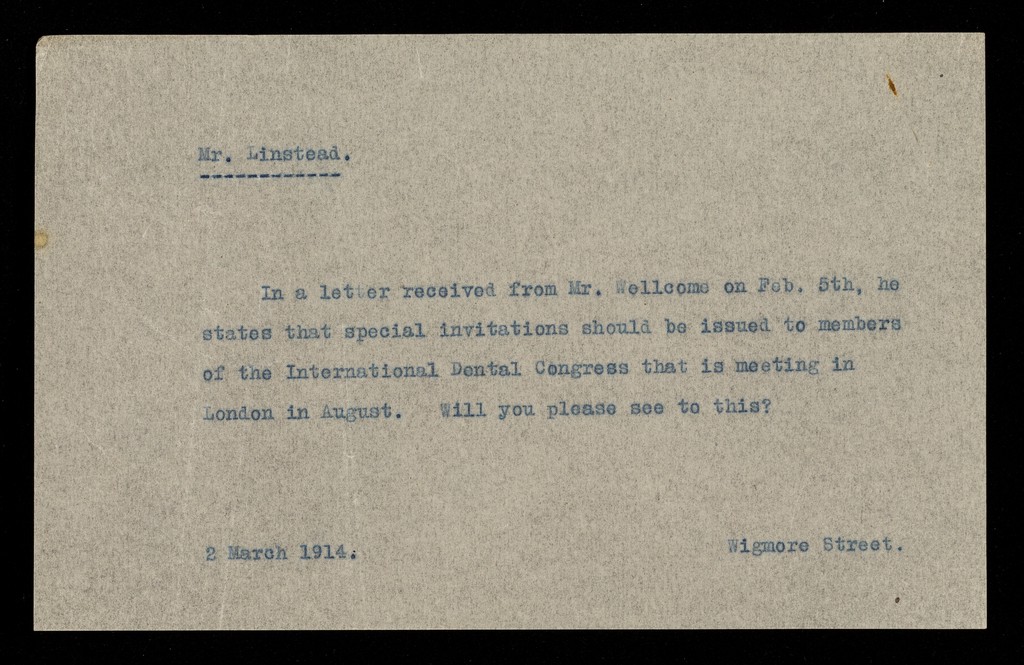 Mr. Linstead.
In a letter received from Mr. Wellcome on Feb. 5th, he
states that special invitations should be issued to members
of the International Dental Congress that is meeting in
London in August. Will you please see to this?
2 March 1914. Wigmore Street.